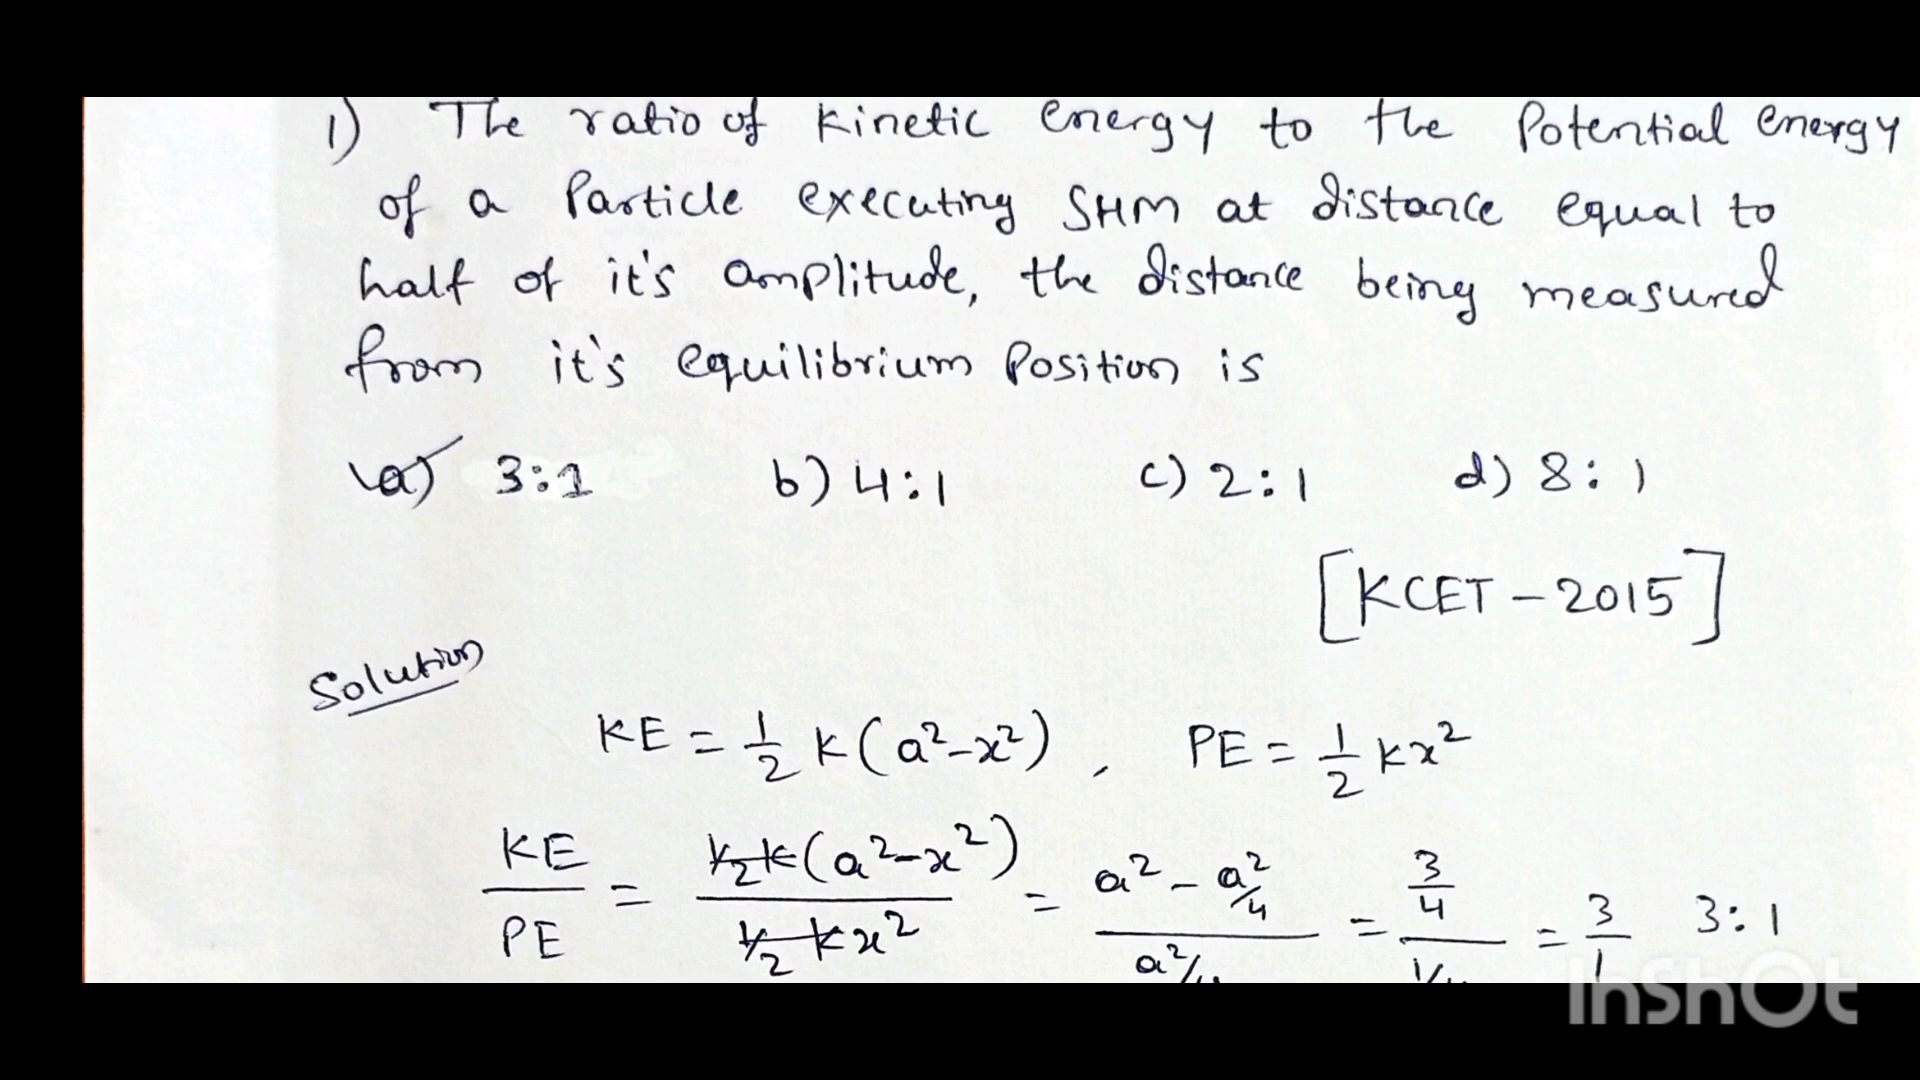 1) The ratio of kinetic energy to the Potential energy
of a Particle executing SHM at distance equal to
half of it's amplitude, the distance being measured
from it's equilibrium Position is
a) 3:1 b) 4:1 c) 2:1 d) 8:1
[KCET - 2015]
Solution
KE = 1/2 K(a²-x²), PE = 1/2 Kx²
KE/PE = 1/2 K(a²-x²) / 1/2 Kx² = a² - a²/4 / a²/4 = 3/4 / 1/4 = 3/1 3:1
InShOt